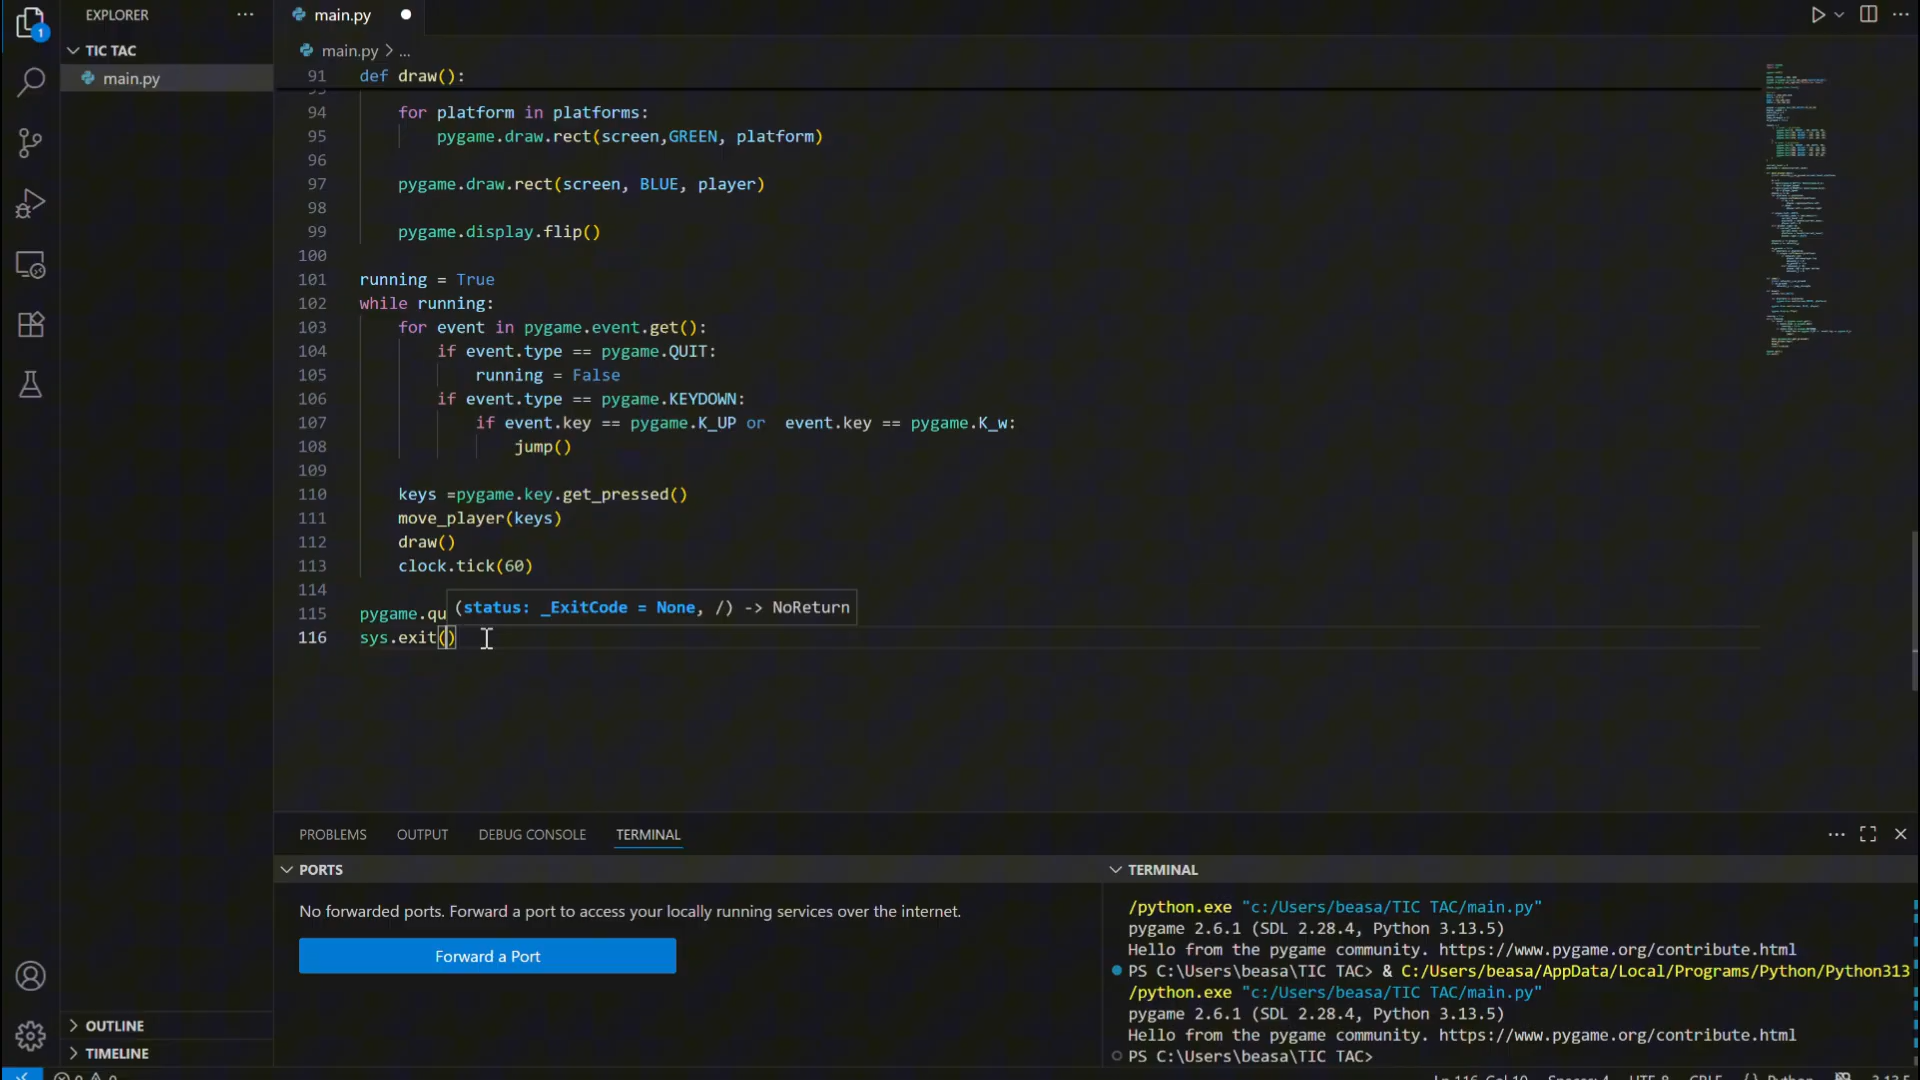 EXPLORER
TIC TAC
main.py
OUTLINE
TIMELINE
1
main.py
main.py > ...
91 def draw():
94 for platform in platforms:
95 pygame.draw.rect(screen,GREEN, platform)
96
97 pygame.draw.rect(screen, BLUE, player)
98
99 pygame.display.flip()
100
101 running = True
102 while running:
103 for event in pygame.event.get():
104 if event.type == pygame.QUIT:
105 running = False
106 if event.type == pygame.KEYDOWN:
107 if event.key == pygame.K_UP or  event.key == pygame.K_w:
108 jump()
109
110 keys =pygame.key.get_pressed()
111 move_player(keys)
112 draw()
113 clock.tick(60)
114
115 pygame.qu
(status: _ExitCode = None, /) -> NoReturn
116 sys.exit()
PROBLEMS OUTPUT DEBUG CONSOLE TERMINAL
PORTS
No forwarded ports. Forward a port to access your locally running services over the internet.
Forward a Port
TERMINAL
/python.exe "c:/Users/beasa/TIC TAC/main.py"
pygame 2.6.1 (SDL 2.28.4, Python 3.13.5)
Hello from the pygame community. https://www.pygame.org/contribute.html
PS C:\Users\beasa\TIC TAC> & C:/Users/beasa/AppData/Local/Programs/Python/Python313
/python.exe "c:/Users/beasa/TIC TAC/main.py"
pygame 2.6.1 (SDL 2.28.4, Python 3.13.5)
Hello from the pygame community. https://www.pygame.org/contribute.html
PS C:\Users\beasa\TIC TAC>